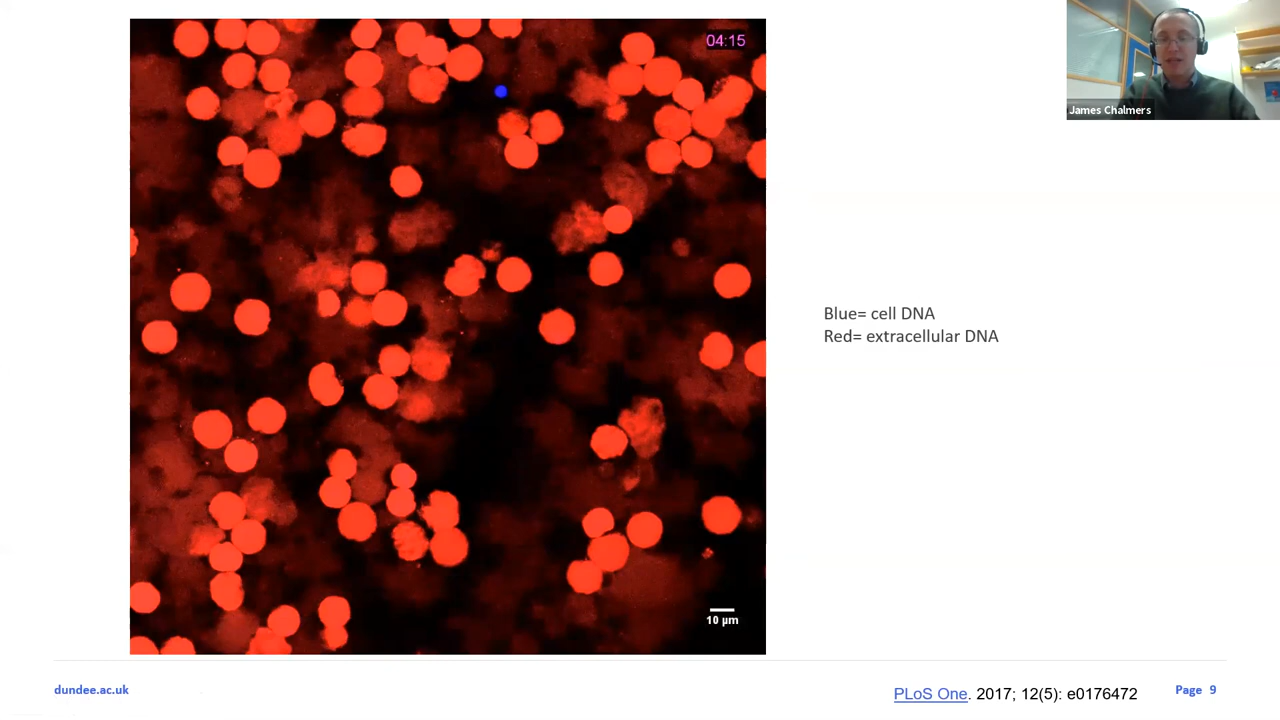 04:15
James Chalmers
Blue= cell DNA
Red= extracellular DNA
10 µm
dundee.ac.uk
PLoS One. 2017; 12(5): e0176472
Page 9